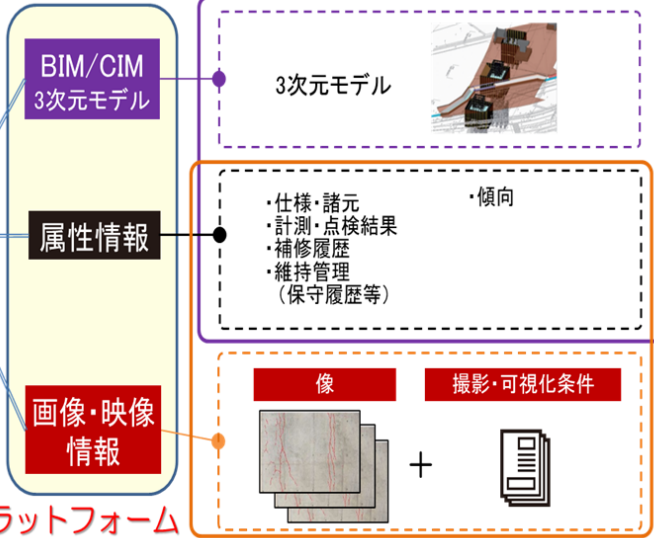 BIM/CIM
3次元モデル
3次元モデル
属性情報
・仕様・諸元
・計測・点検結果
・補修履歴
・維持管理
（保守履歴等）
・傾向
画像・映像
情報
像
撮影・可視化条件
+
ラットフォーム